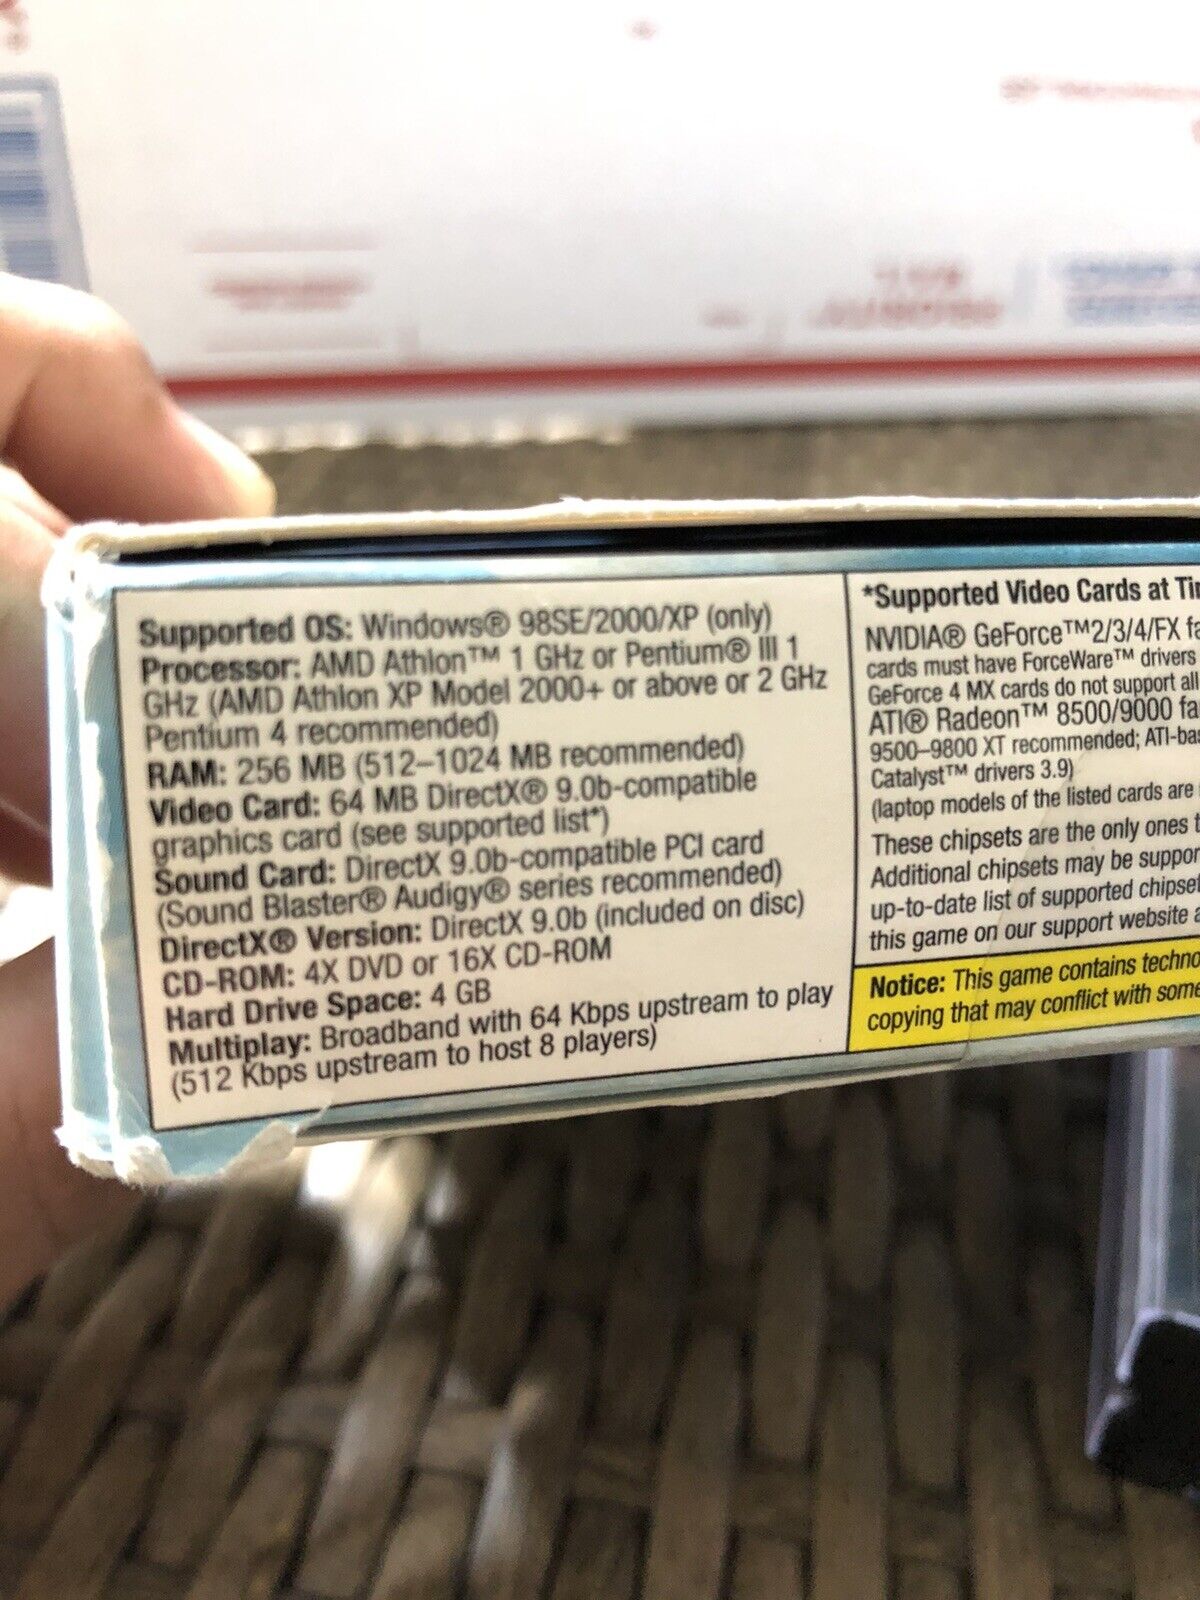 Supported OS: Windows® 98SE/2000/XP (only)
Processor: AMD Athlon™ 1 GHz or Pentium® III 1
GHz (AMD Athlon XP Model 2000+ or above or 2 GHz
Pentium 4 recommended)
RAM: 256 MB (512–1024 MB recommended)
Video Card: 64 MB DirectX® 9.0b-compatible
graphics card (see supported list*)
Sound Card: DirectX 9.0b-compatible PCI card
(Sound Blaster® Audigy® series recommended)
DirectX® Version: DirectX 9.0b (included on disc)
CD-ROM: 4X DVD or 16X CD-ROM
Hard Drive Space: 4 GB
Multiplay: Broadband with 64 Kbps upstream to play
(512 Kbps upstream to host 8 players)
*Supported Video Cards at
NVIDIA® GeForce™2/3/4/FX
cards must have ForceWare™ drivers
GeForce 4 MX cards do not support all
ATI® Radeon™ 8500/9000
9500–9800 XT recommended;
Catalyst™ drivers 3.9)
(laptop models of the listed cards are
These chipsets are the only ones
Additional chipsets may be
up-to-date list of supported
this game on our support website
Notice: This game contains
copying that may conflict with